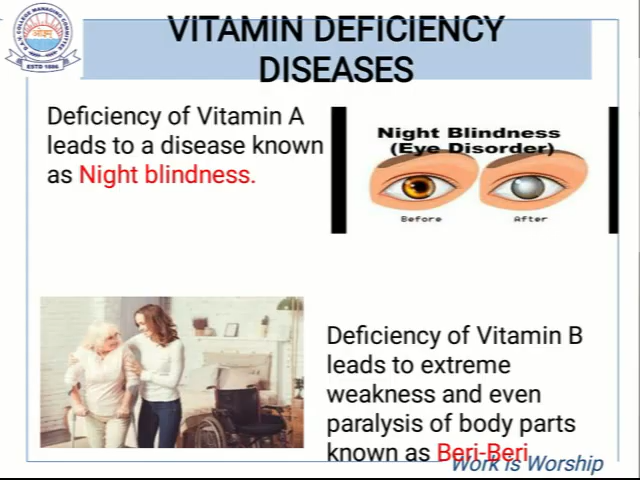 VITAMIN DEFICIENCY
DISEASES
Deficiency of Vitamin A
leads to a disease known
as Night blindness.
Night Blindness
(Eye Disorder)
Before
After
Deficiency of Vitamin B
leads to extreme
weakness and even
paralysis of body parts
known as Beri-Beri
Work is Worship
ESTD 1886